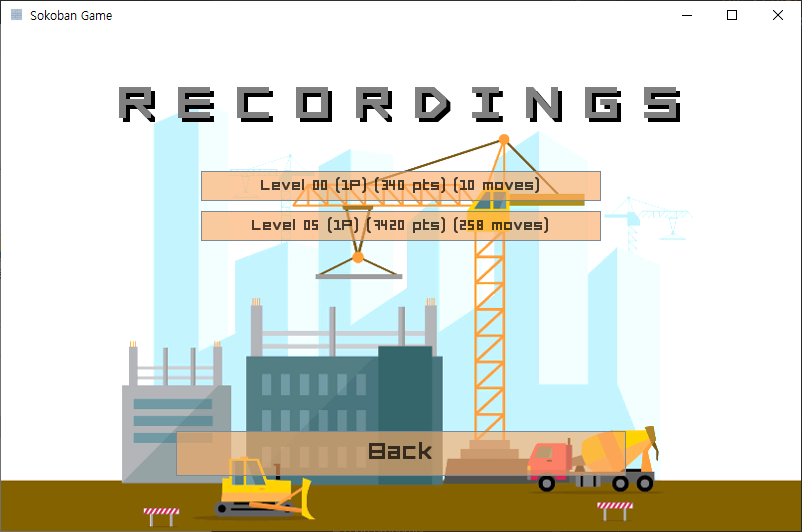 Sokoban Game
RECORDINGS
Level 00 (1P) (340 pts) (10 moves)
Level 05 (1P) (7420 pts) (258 moves)
Back